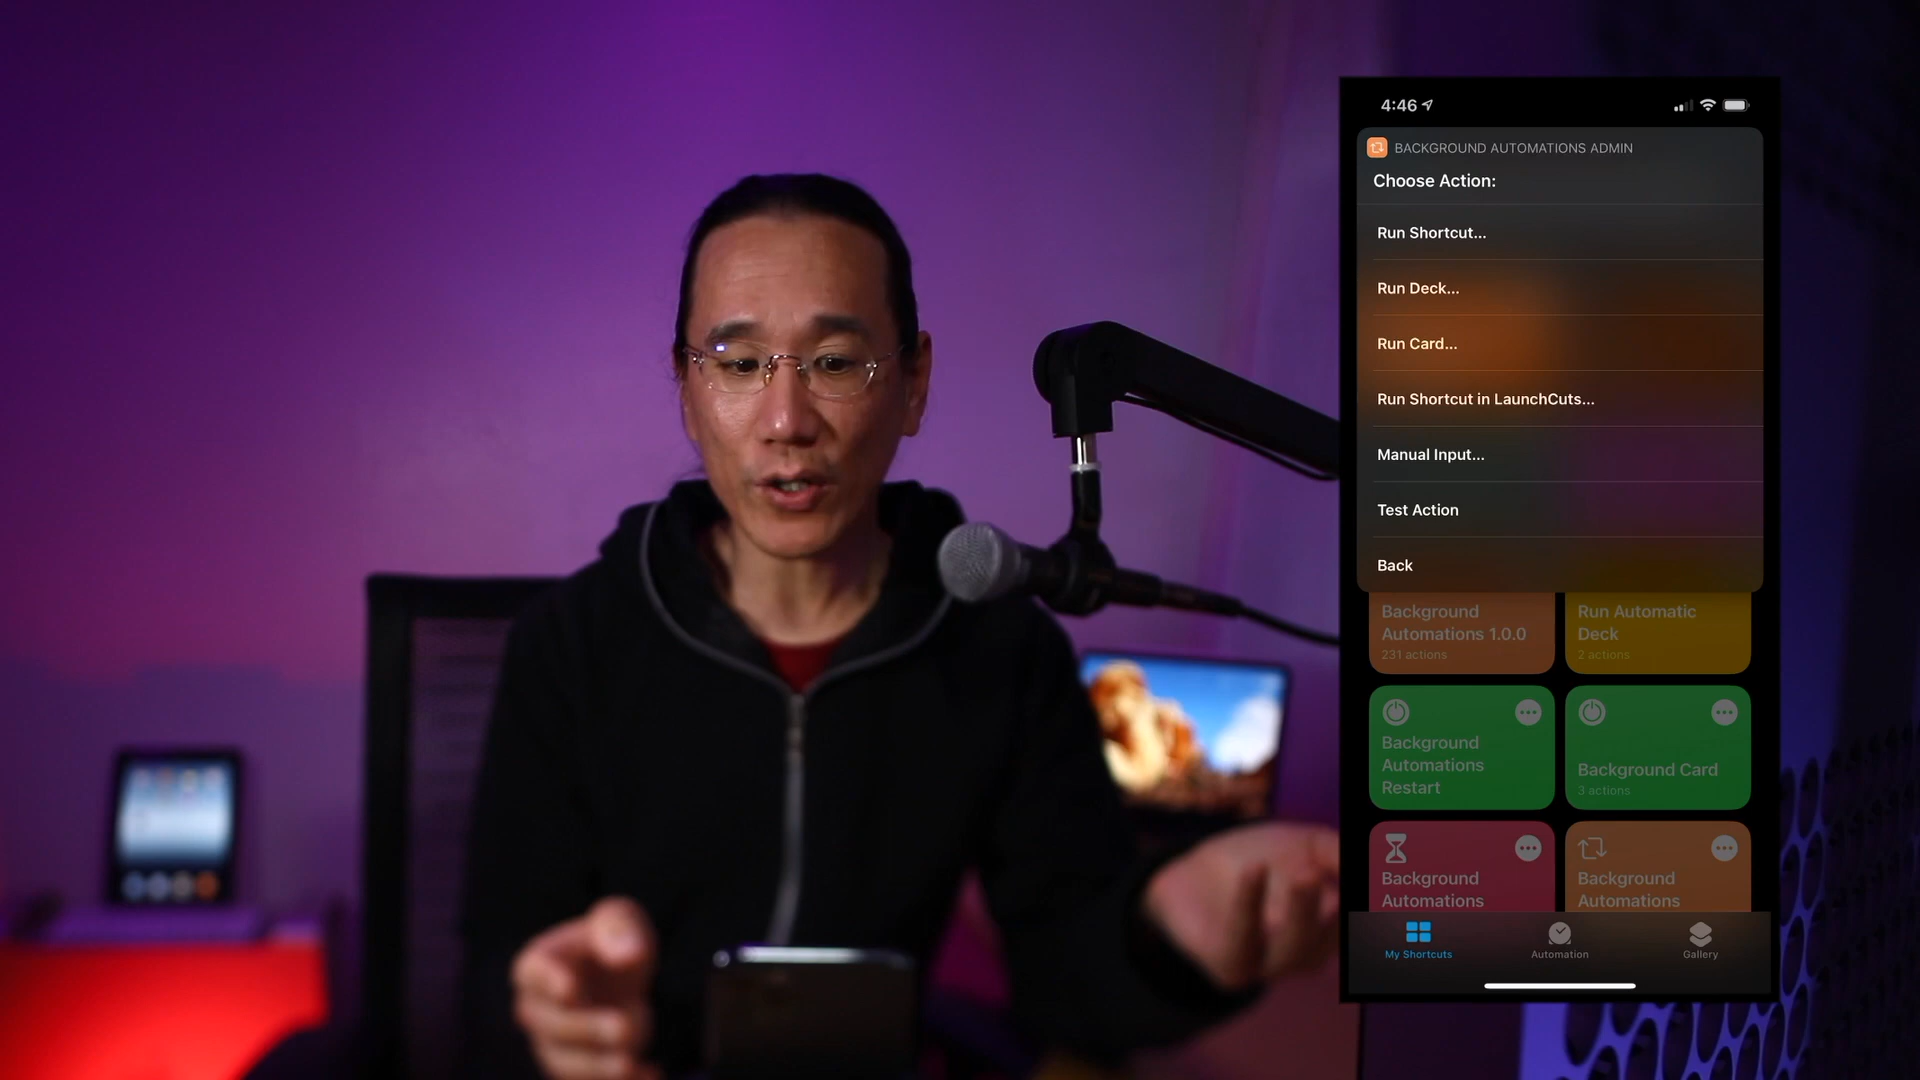 4:46
BACKGROUND AUTOMATIONS ADMIN
Choose Action:
Run Shortcut...
Run Deck...
Run Card...
Run Shortcut in LaunchCuts...
Manual Input...
Test Action
Back
Background
Automations 1.0.0
231 actions
Run Automatic
Deck
2 actions
Background
Automations
Restart
Background Card
3 actions
Background
Automations
Background
Automations
My Shortcuts
Automation
Gallery